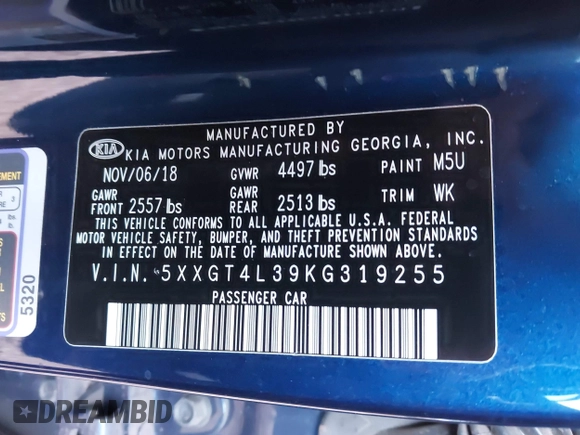 MANUFACTURED BY
KIA KIA MOTORS MANUFACTURING GEORGIA, INC.
NOV/06/18 GVWR 4497 lbs PAINT M5U
GAWR FRONT 2557 lbs GAWR REAR 2513 lbs TRIM WK
THIS VEHICLE CONFORMS TO ALL APPLICABLE U.S.A. FEDERAL
MOTOR VEHICLE SAFETY, BUMPER, AND THEFT PREVENTION STANDARDS
IN EFFECT ON THE DATE OF MANUFACTURE SHOWN ABOVE.
V.I.N. 5XXGT4L39KG319255
PASSENGER CAR
5320
DREAMBID